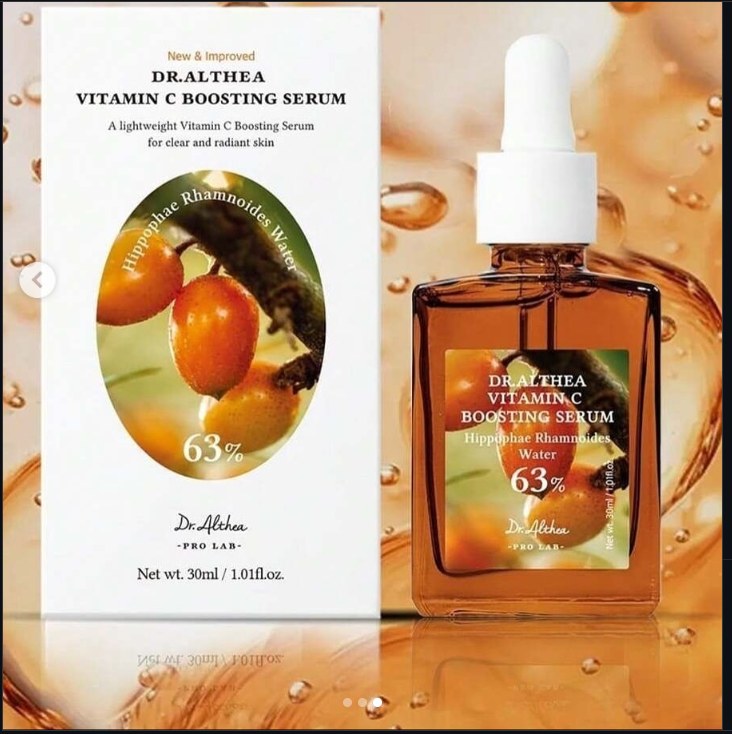 New & Improved
DR.ALTHEA
VITAMIN C BOOSTING SERUM
A lightweight Vitamin C Boosting Serum
for clear and radiant skin
Hippophae Rhamnoides Water
63%
Dr.Althea
-PRO LAB-
Net wt. 30ml / 1.01fl.oz.
DR.ALTHEA
VITAMIN C
BOOSTING SERUM
Hippophae Rhamnoides
Water
63%
Dr.Althea
-PRO LAB-
Net wt. 30ml / 1.01fl.oz.